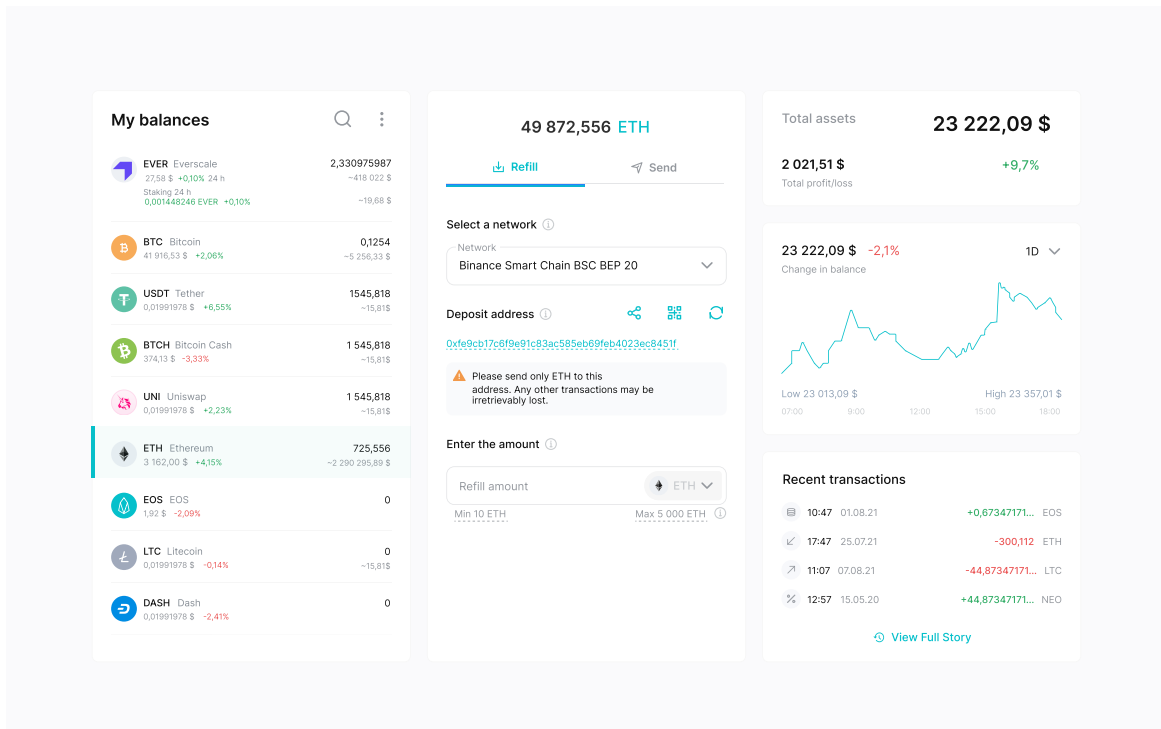 My balances
EVER Everscale 2,330975987
27,58 $ +0,10% 24 h ~418 022 $
Staking 24 h
0,001448246 EVER +0,10% ~19,68 $
BTC Bitcoin 0,1254
41 916,53 $ +2,06% ~5 256,33 $
USDT Tether 1545,818
0,01991978 $ +6,55% ~15,81$
BTCH Bitcoin Cash 1 545,818
374,13 $ -3,33% ~15,81$
UNI Uniswap 1 545,818
0,01991978 $ +2,23% ~15,81$
ETH Ethereum 725,556
3 162,00 $ +4,15% ~2 290 295,89 $
EOS EOS 0
1,92 $ -2,09%
LTC Litecoin 0
0,01991978 $ -0,14% ~15,81$
DASH Dash 0
0,01991978 $ -2,41%
49 872,556 ETH
Refill Send
Select a network
Network
Binance Smart Chain BSC BEP 20
Deposit address
0xfe9cb17c6f9e91c83ac585eb69feb4023ec8451f
Please send only ETH to this
address. Any other transactions may be
irretrievably lost.
Enter the amount
Refill amount ETH
Min 10 ETH Max 5 000 ETH
Total assets 23 222,09 $
2 021,51 $ +9,7%
Total profit/loss
23 222,09 $ -2,1% 1D
Change in balance
Low 23 013,09 $ High 23 357,01 $
07:00 9:00 12:00 15:00 18:00
Recent transactions
10:47 01.08.21 +0,67347171... EOS
17:47 25.07.21 -300,112 ETH
11:07 07.08.21 -44,87347171... LTC
12:57 15.05.20 +44,87347171... NEO
View Full Story